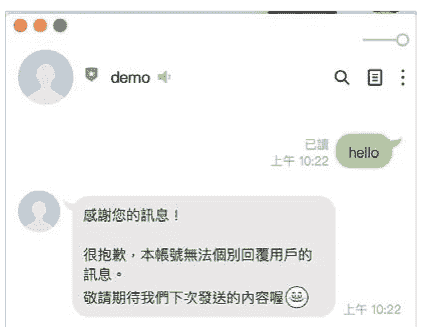 demo
已讀
上午 10:22
hello
感謝您的訊息！
很抱歉，本帳號無法個別回覆用戶的
訊息。
敬請期待我們下次發送的內容喔
上午 10:22